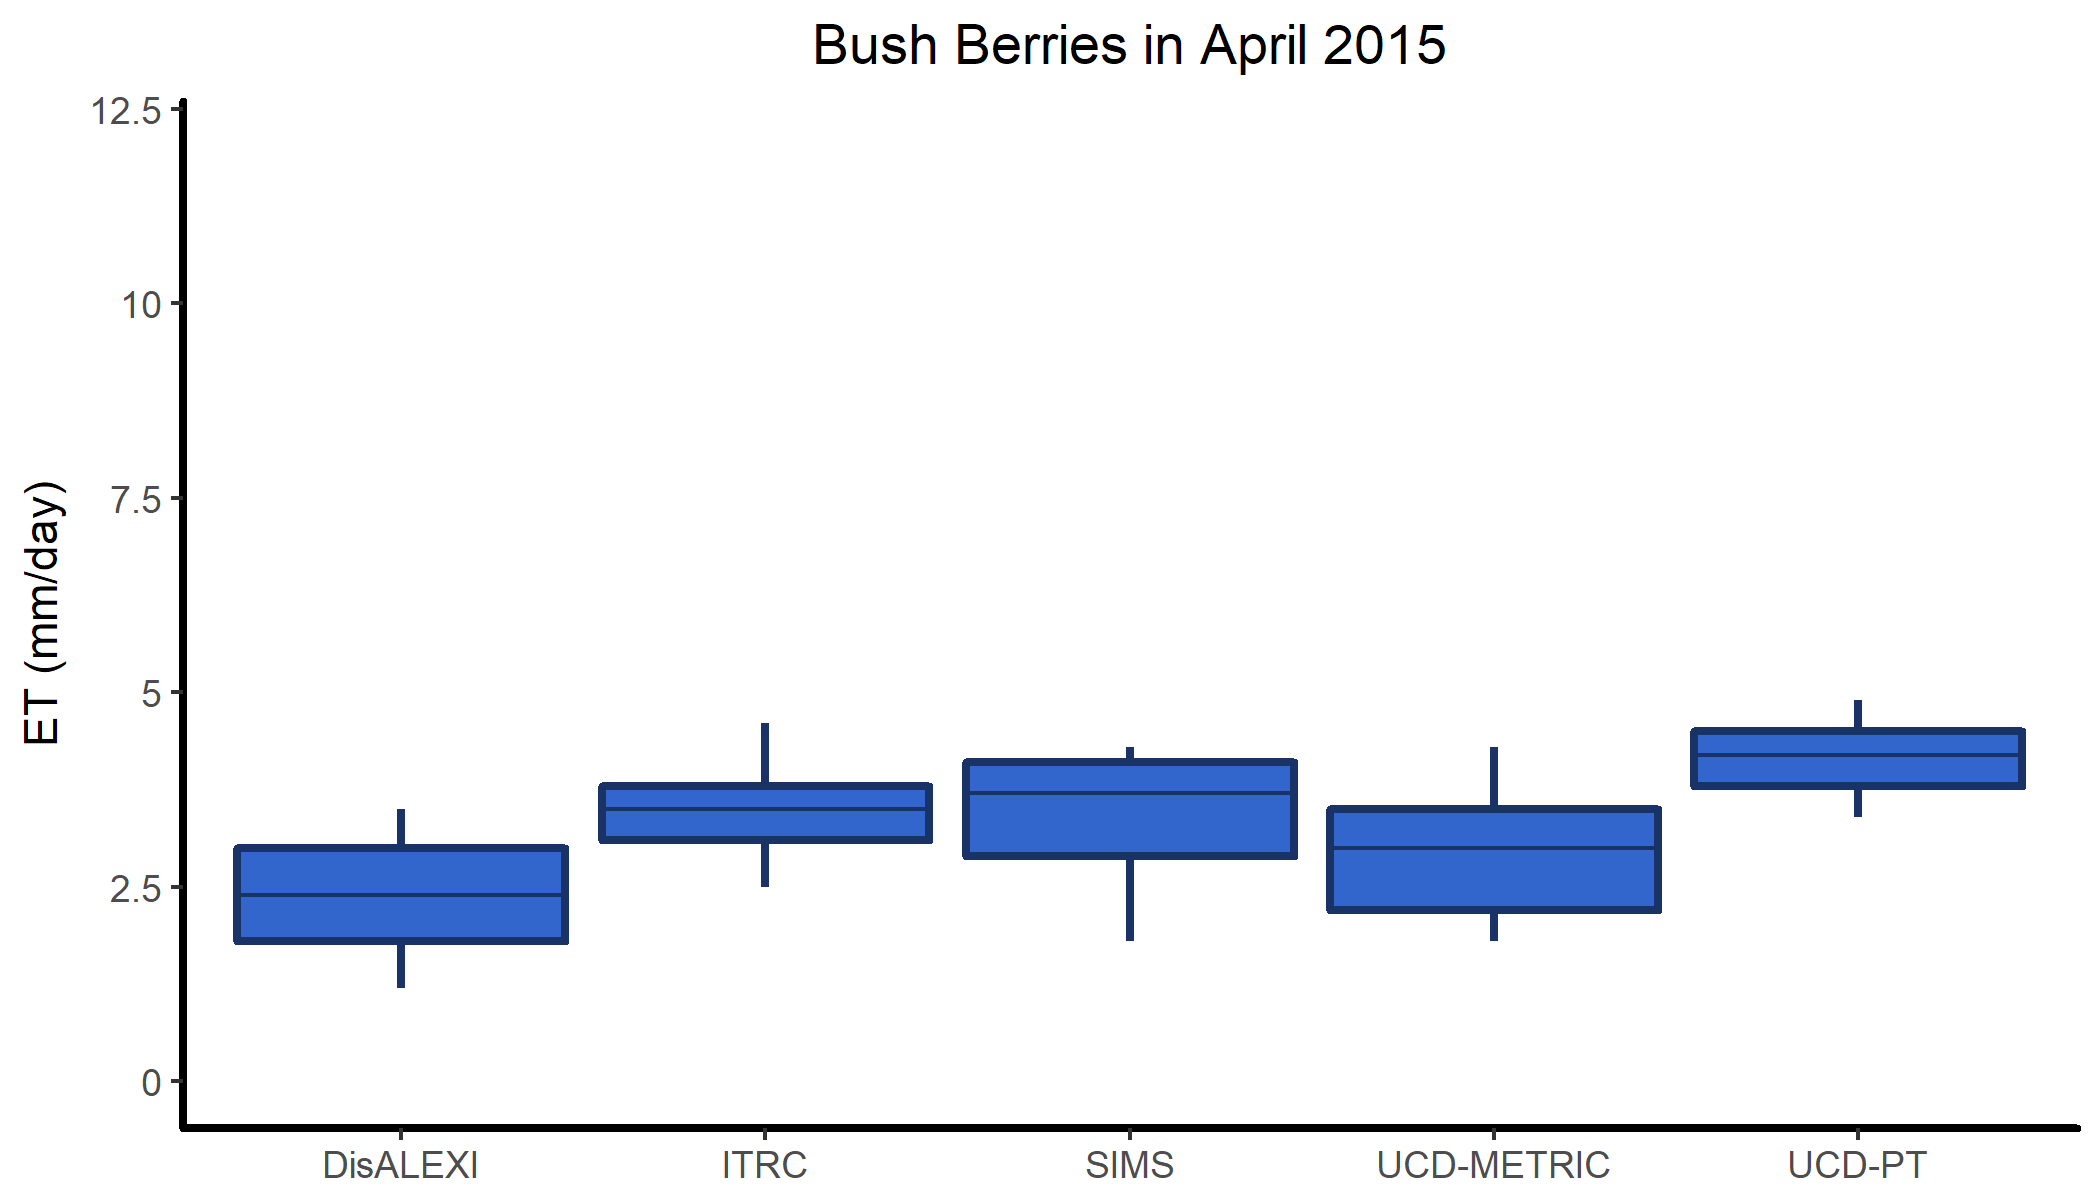 Bush Berries in April 2015
ET (mm/day)
12.5
10
7.5
5
2.5
0
DisALEXI
ITRC
SIMS
UCD-METRIC
UCD-PT